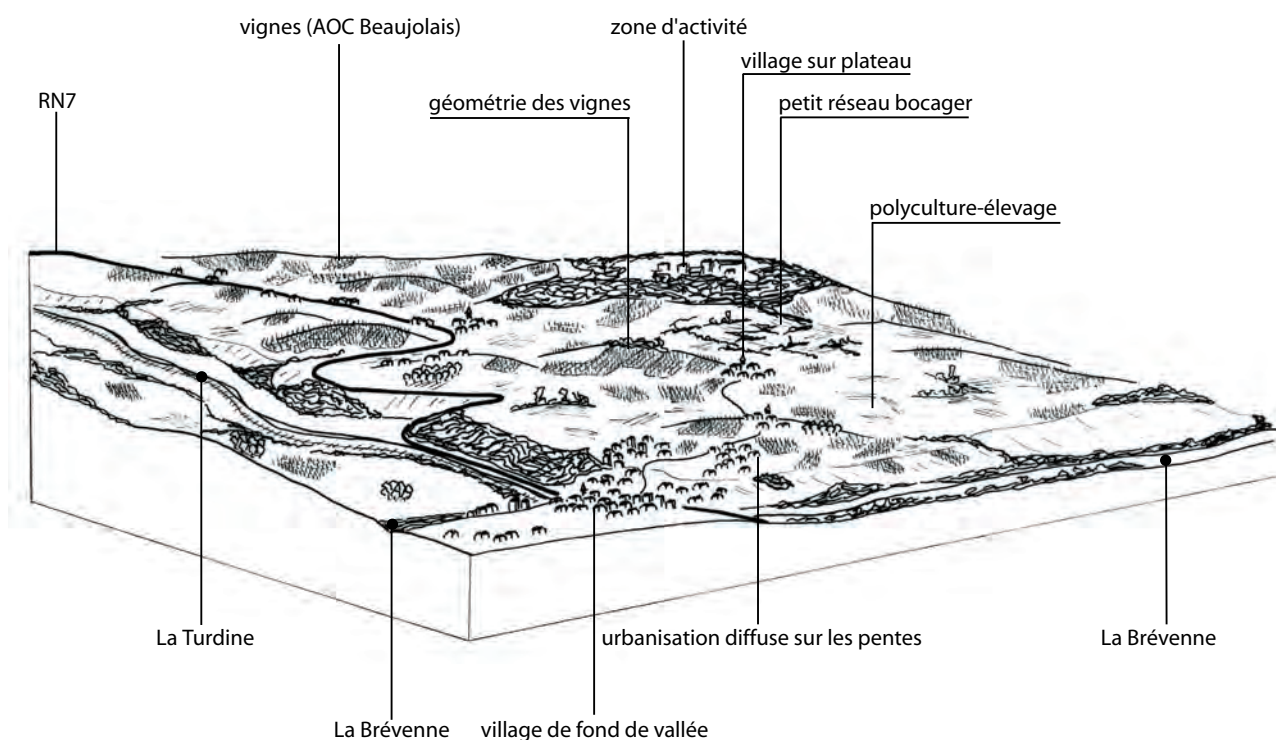 vignes (AOC Beaujolais)
zone d'activité
village sur plateau
RN7
géométrie des vignes
petit réseau bocager
polyculture-élevage
La Turdine
urbanisation diffuse sur les pentes
La Brévenne
La Brévenne
village de fond de vallée